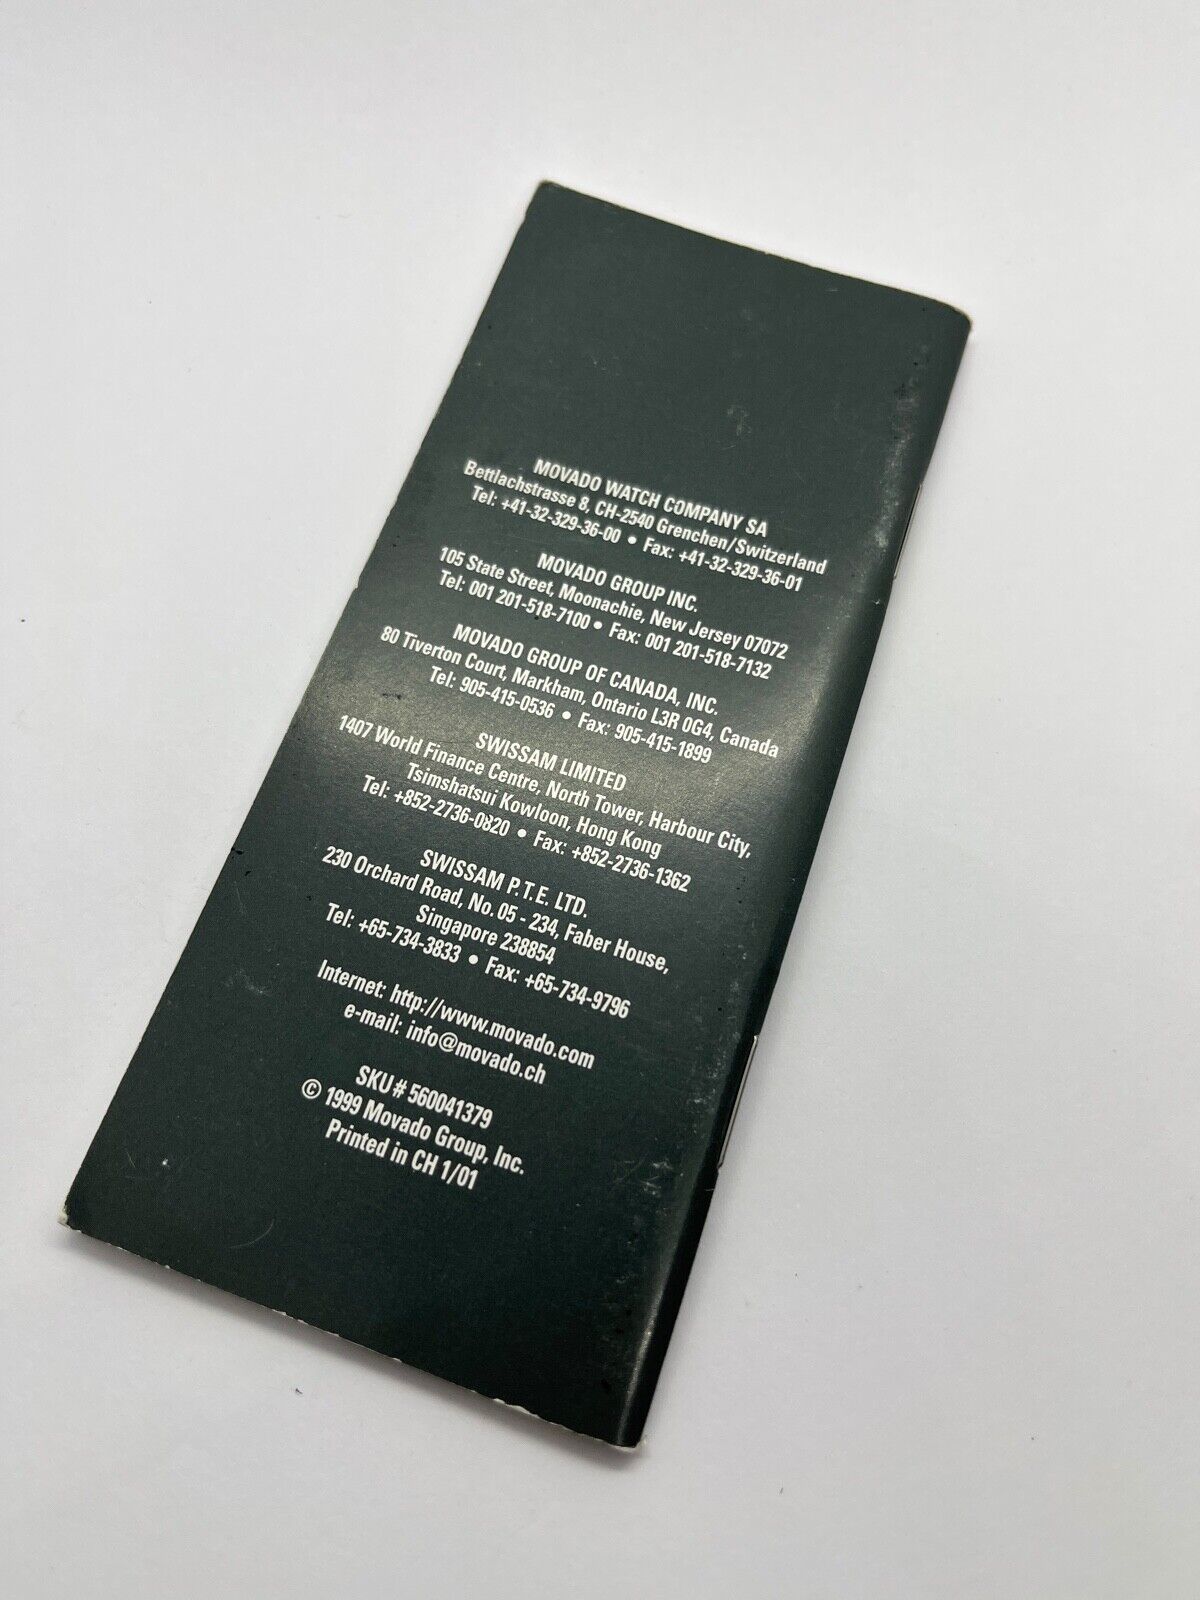 MOVADO WATCH COMPANY SA
Bettlachstrasse 8, CH-2540 Grenchen/Switzerland
Tel: +41-32-329-36-00 • Fax: +41-32-329-36-01
MOVADO GROUP INC.
105 State Street, Moonachie, New Jersey 07072
Tel: 001 201-518-7100 • Fax: 001 201-518-7132
MOVADO GROUP OF CANADA, INC.
80 Tiverton Court, Markham, Ontario L3R 0G4, Canada
Tel: 905-415-0536 • Fax: 905-415-1899
SWISSAM LIMITED
1407 World Finance Centre, North Tower, Harbour City,
Tsimshatsui Kowloon, Hong Kong
Tel: +852-2736-0820 • Fax: +852-2736-1362
SWISSAM P.T.E. LTD.
230 Orchard Road, No. 05 - 234, Faber House,
Singapore 238854
Tel: +65-734-3833 • Fax: +65-734-9796
Internet: http://www.movado.com
e-mail: info@movado.ch
SKU# 560041379
© 1999 Movado Group, Inc.
Printed in CH 1/01